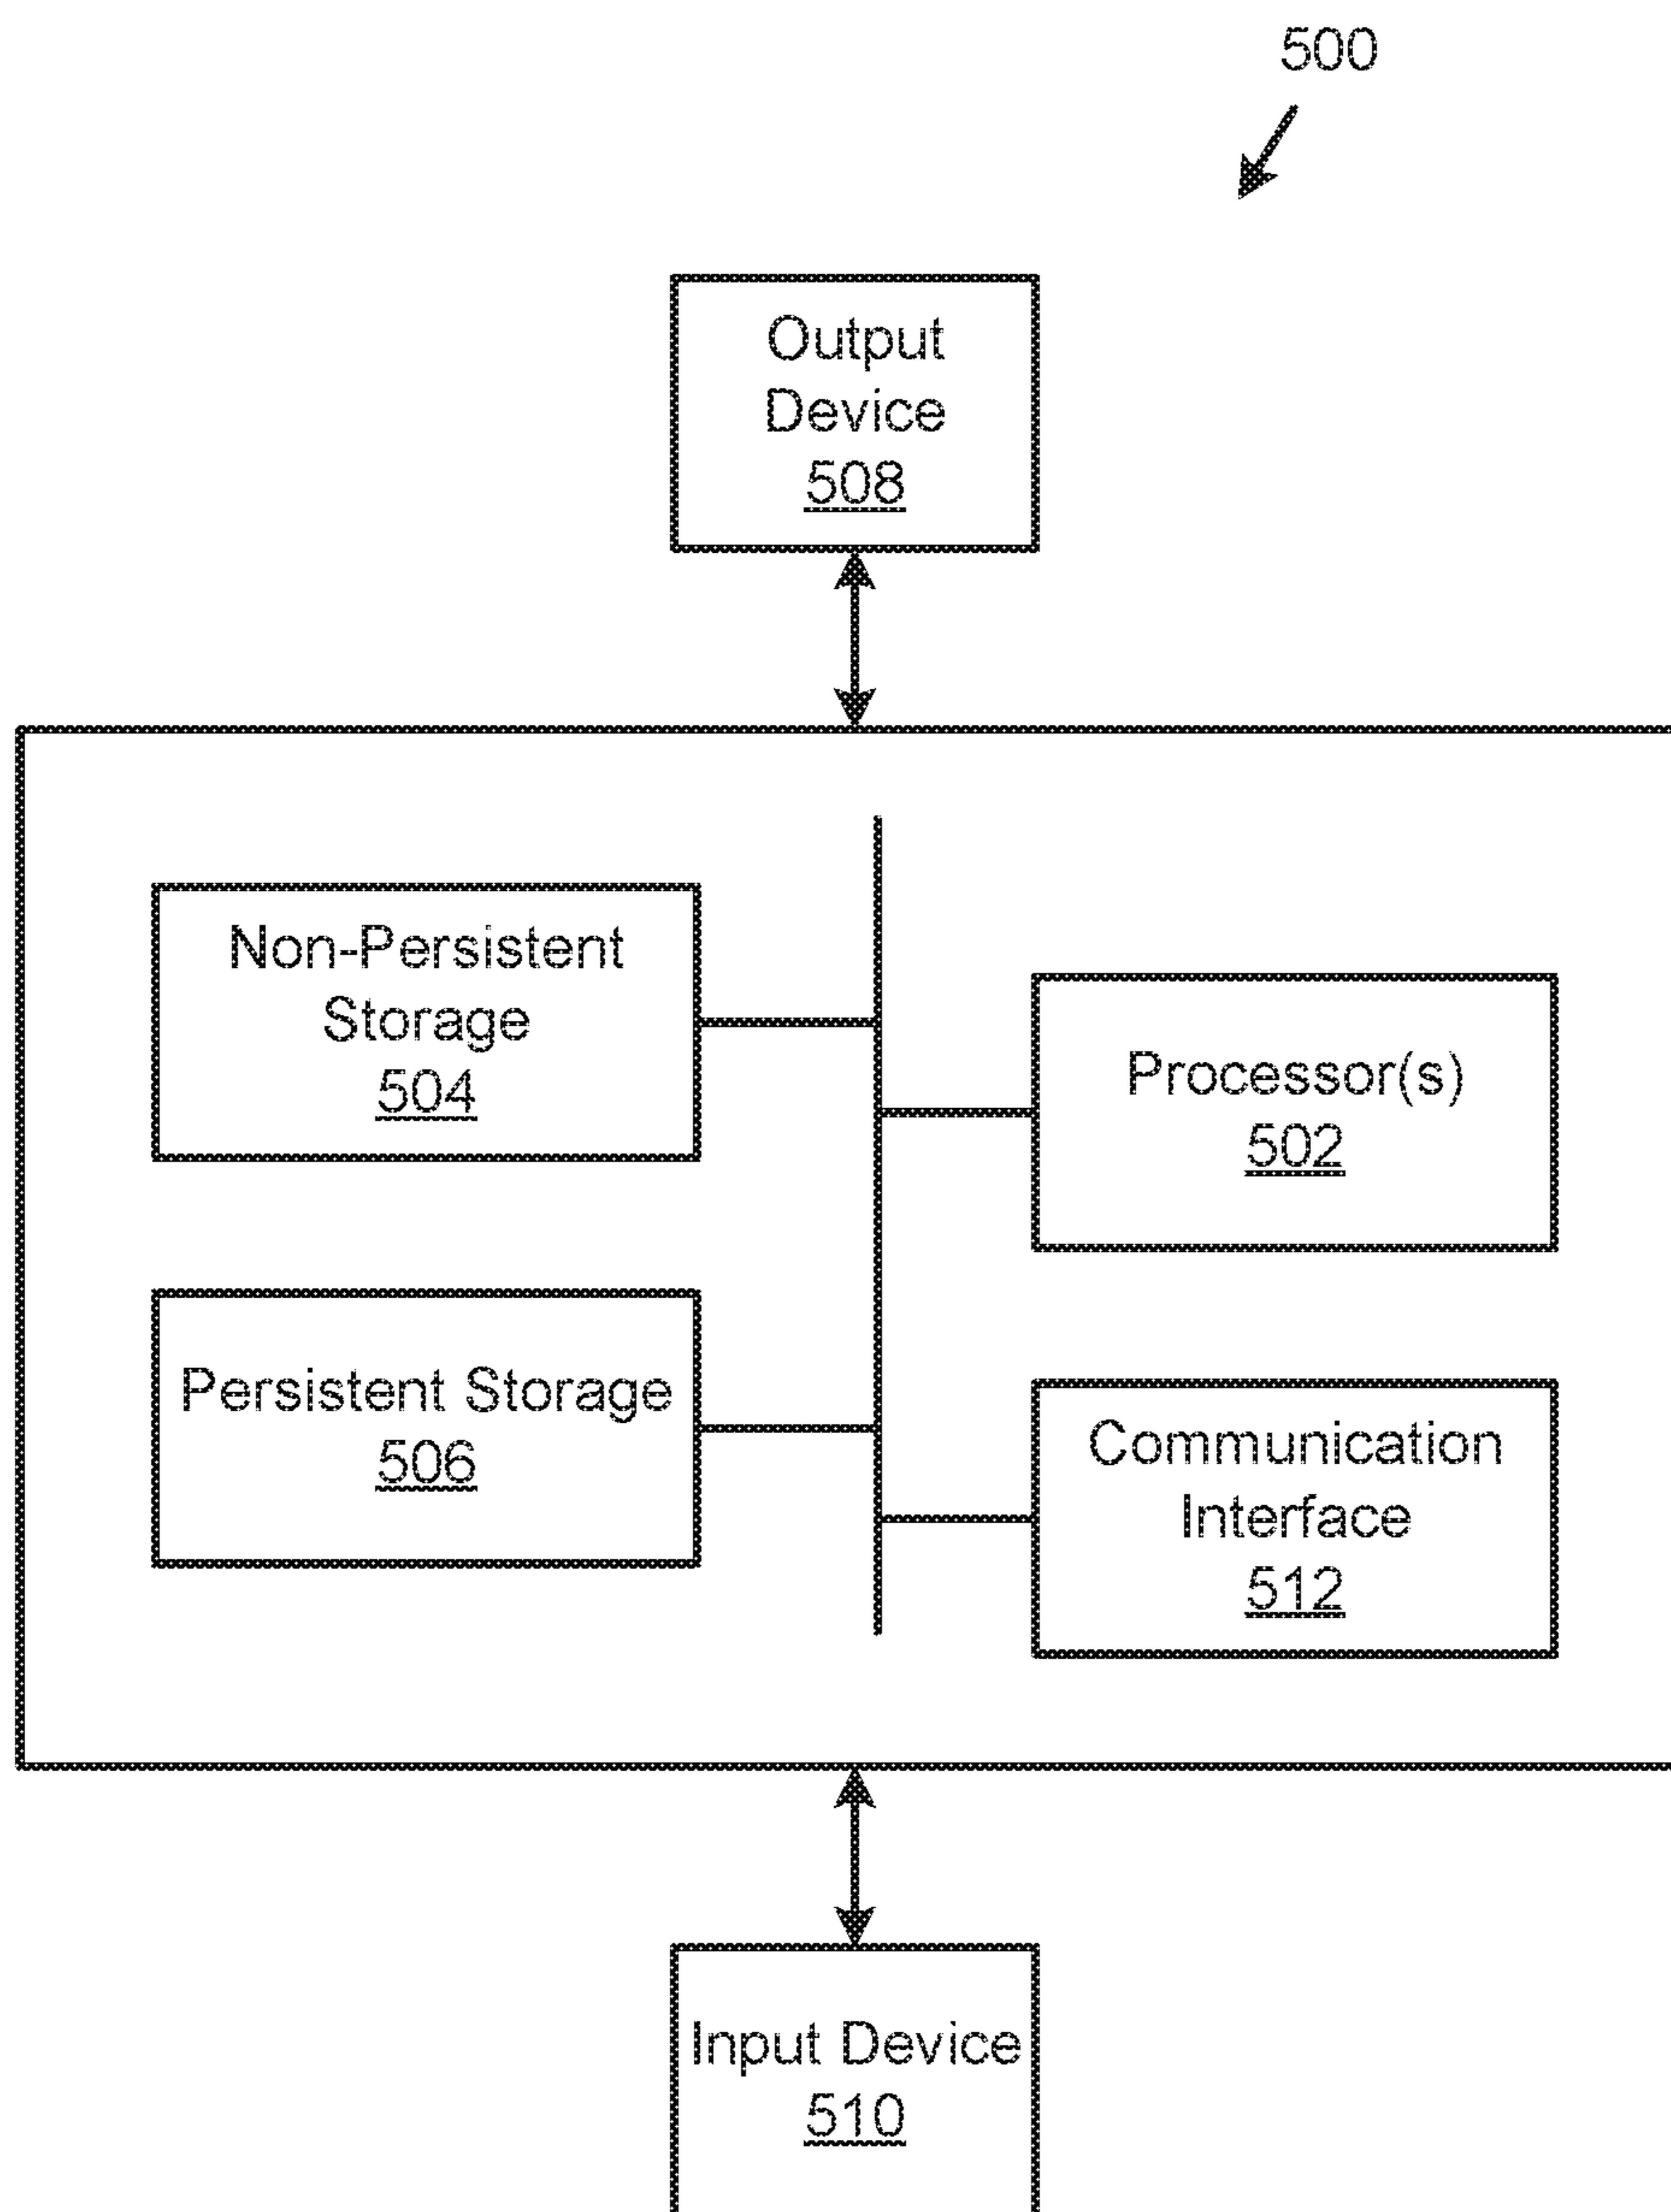 500
Output
Device
508
Non-Persistent
Storage
504
Processor(s)
502
Persistent Storage
506
Communication
Interface
512
Input Device
510